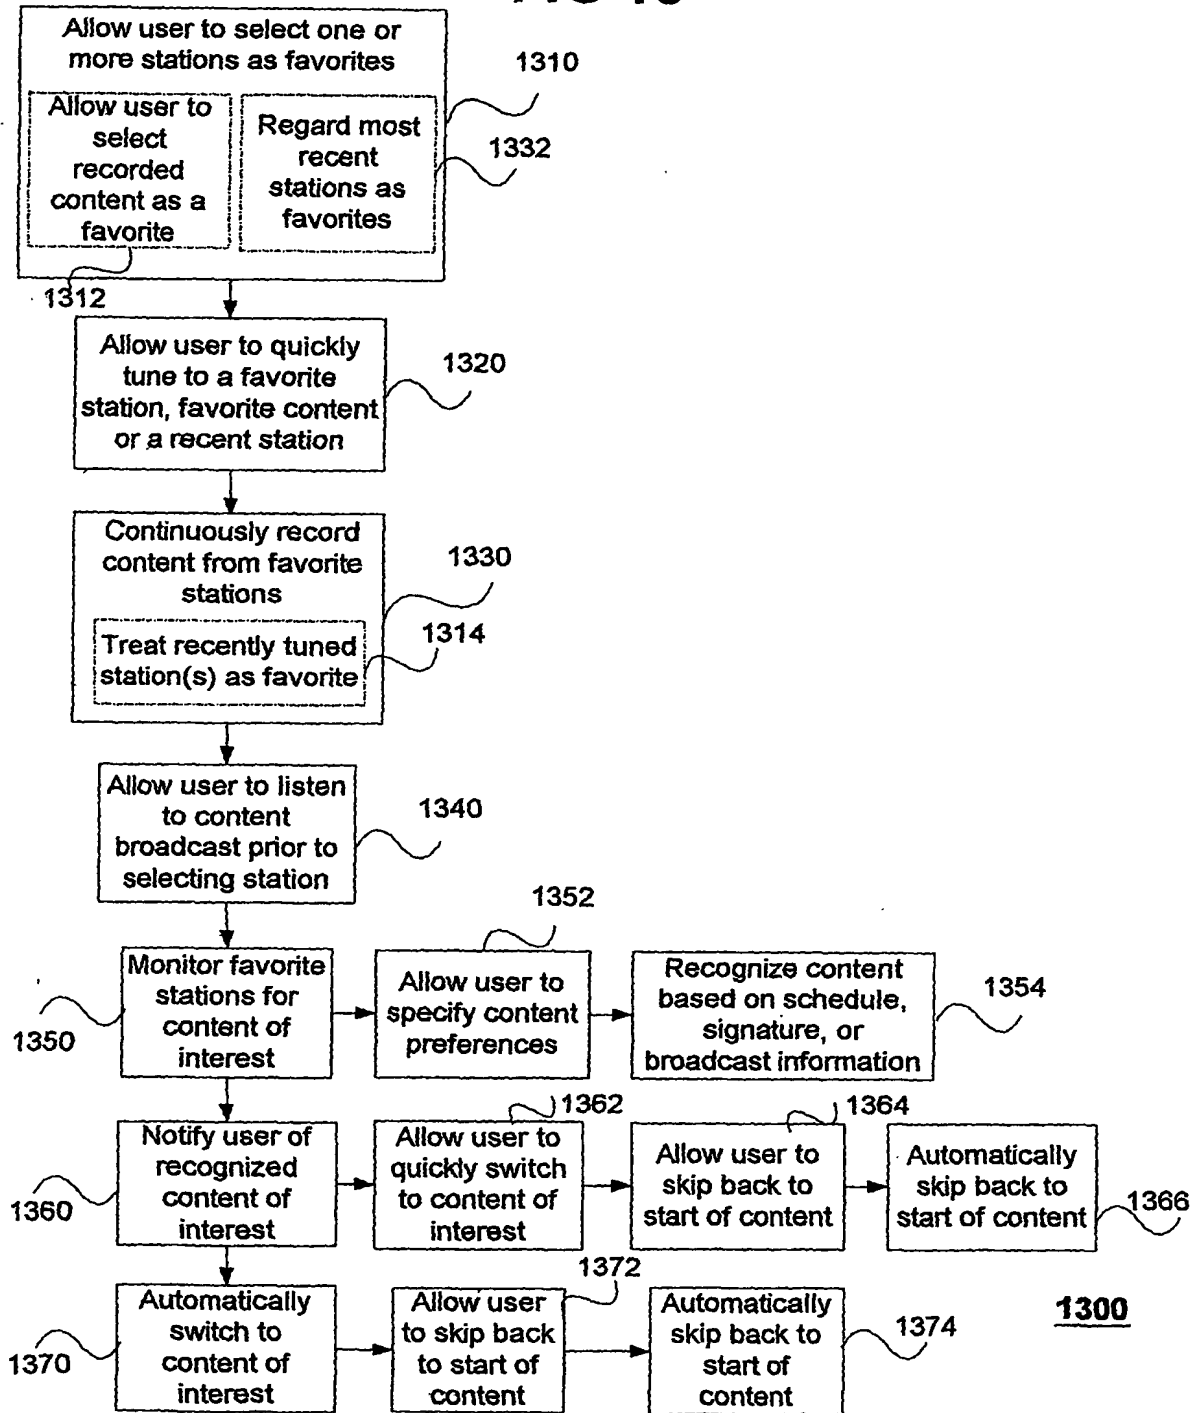 Allow user to select one or
more stations as favorites
1310
Allow user to
select
recorded
content as a
favorite
Regard most
recent
stations as
favorites
1332
1312
Allow user to quickly
tune to a favorite
station, favorite content
or a recent station
1320
Continuously record
content from favorite
stations
1330
Treat recently tuned
station(s) as favorite
1314
Allow user to listen
to content
broadcast prior to
selecting station
1340
1352
Monitor favorite
stations for
content of
interest
1350
Allow user to
specify content
preferences
Recognize content
based on schedule,
signature, or
broadcast information
1354
1362
1364
Notify user of
recognized
content of
interest
1360
Allow user to
quickly switch
to content of
interest
Allow user to
skip back to
start of content
Automatically
skip back to
start of content
1366
1372
Automatically
switch to
content of
interest
1370
Allow user
to skip back
to start of
content
Automatically
skip back to
start of
content
1374
1300